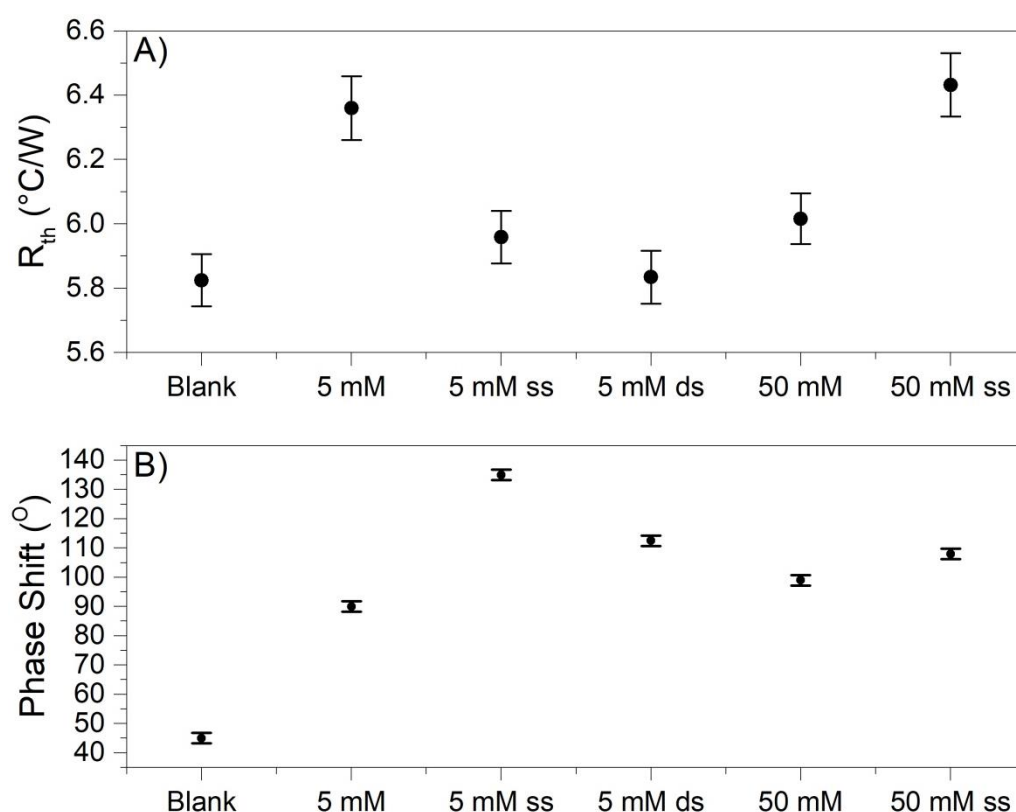 A)
R_th (°C/W)
6.6
6.4
6.2
6.0
5.8
5.6
Blank 5 mM 5 mM ss 5 mM ds 50 mM 50 mM ss
B)
Phase Shift (°)
140
130
120
110
100
90
80
70
60
50
40
Blank 5 mM 5 mM ss 5 mM ds 50 mM 50 mM ss